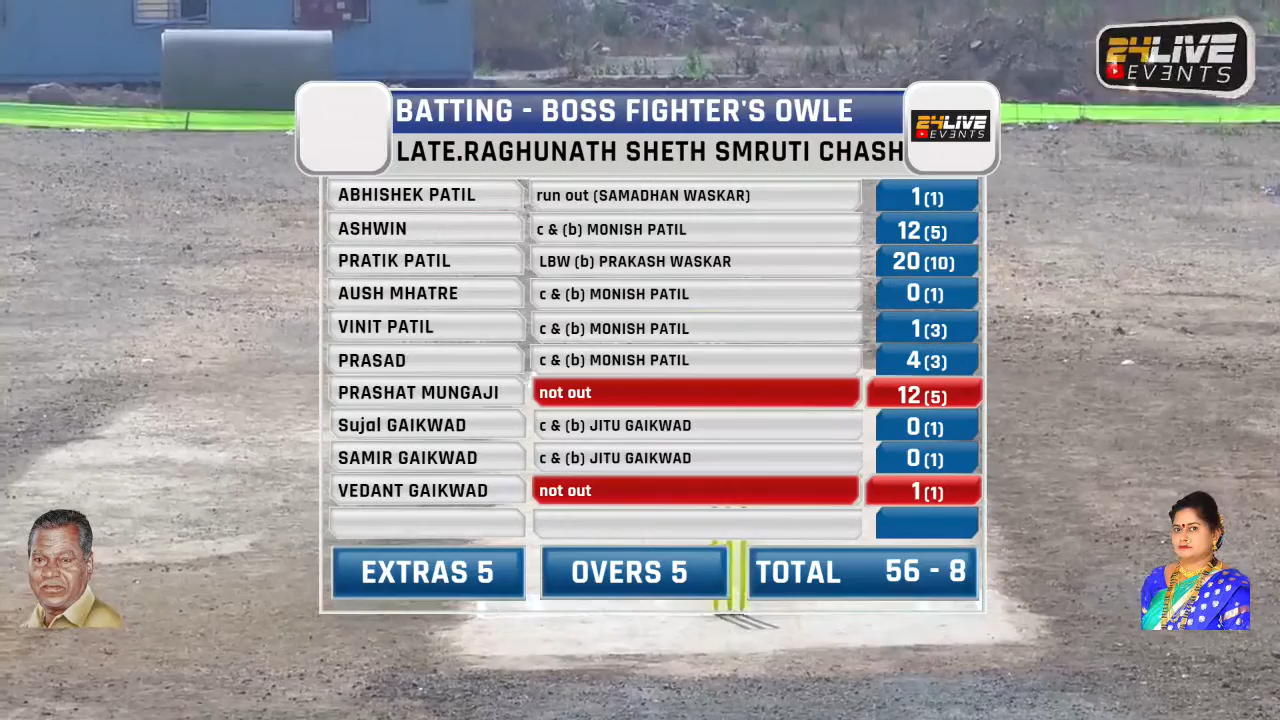 24LIVE
EVENTS
BATTING - BOSS FIGHTER'S OWLE
24LIVE
EVENTS
LATE.RAGHUNATH SHETH SMRUTI CHASH
ABHISHEK PATIL run out (SAMADHAN WASKAR) 1 (1)
ASHWIN c & (b) MONISH PATIL 12 (5)
PRATIK PATIL LBW (b) PRAKASH WASKAR 20 (10)
AUSH MHATRE c & (b) MONISH PATIL 0 (1)
VINIT PATIL c & (b) MONISH PATIL 1 (3)
PRASAD c & (b) MONISH PATIL 4 (3)
PRASHAT MUNGAJI not out 12 (5)
Sujal GAIKWAD c & (b) JITU GAIKWAD 0 (1)
SAMIR GAIKWAD c & (b) JITU GAIKWAD 0 (1)
VEDANT GAIKWAD not out 1 (1)
EXTRAS 5 OVERS 5 TOTAL 56 - 8